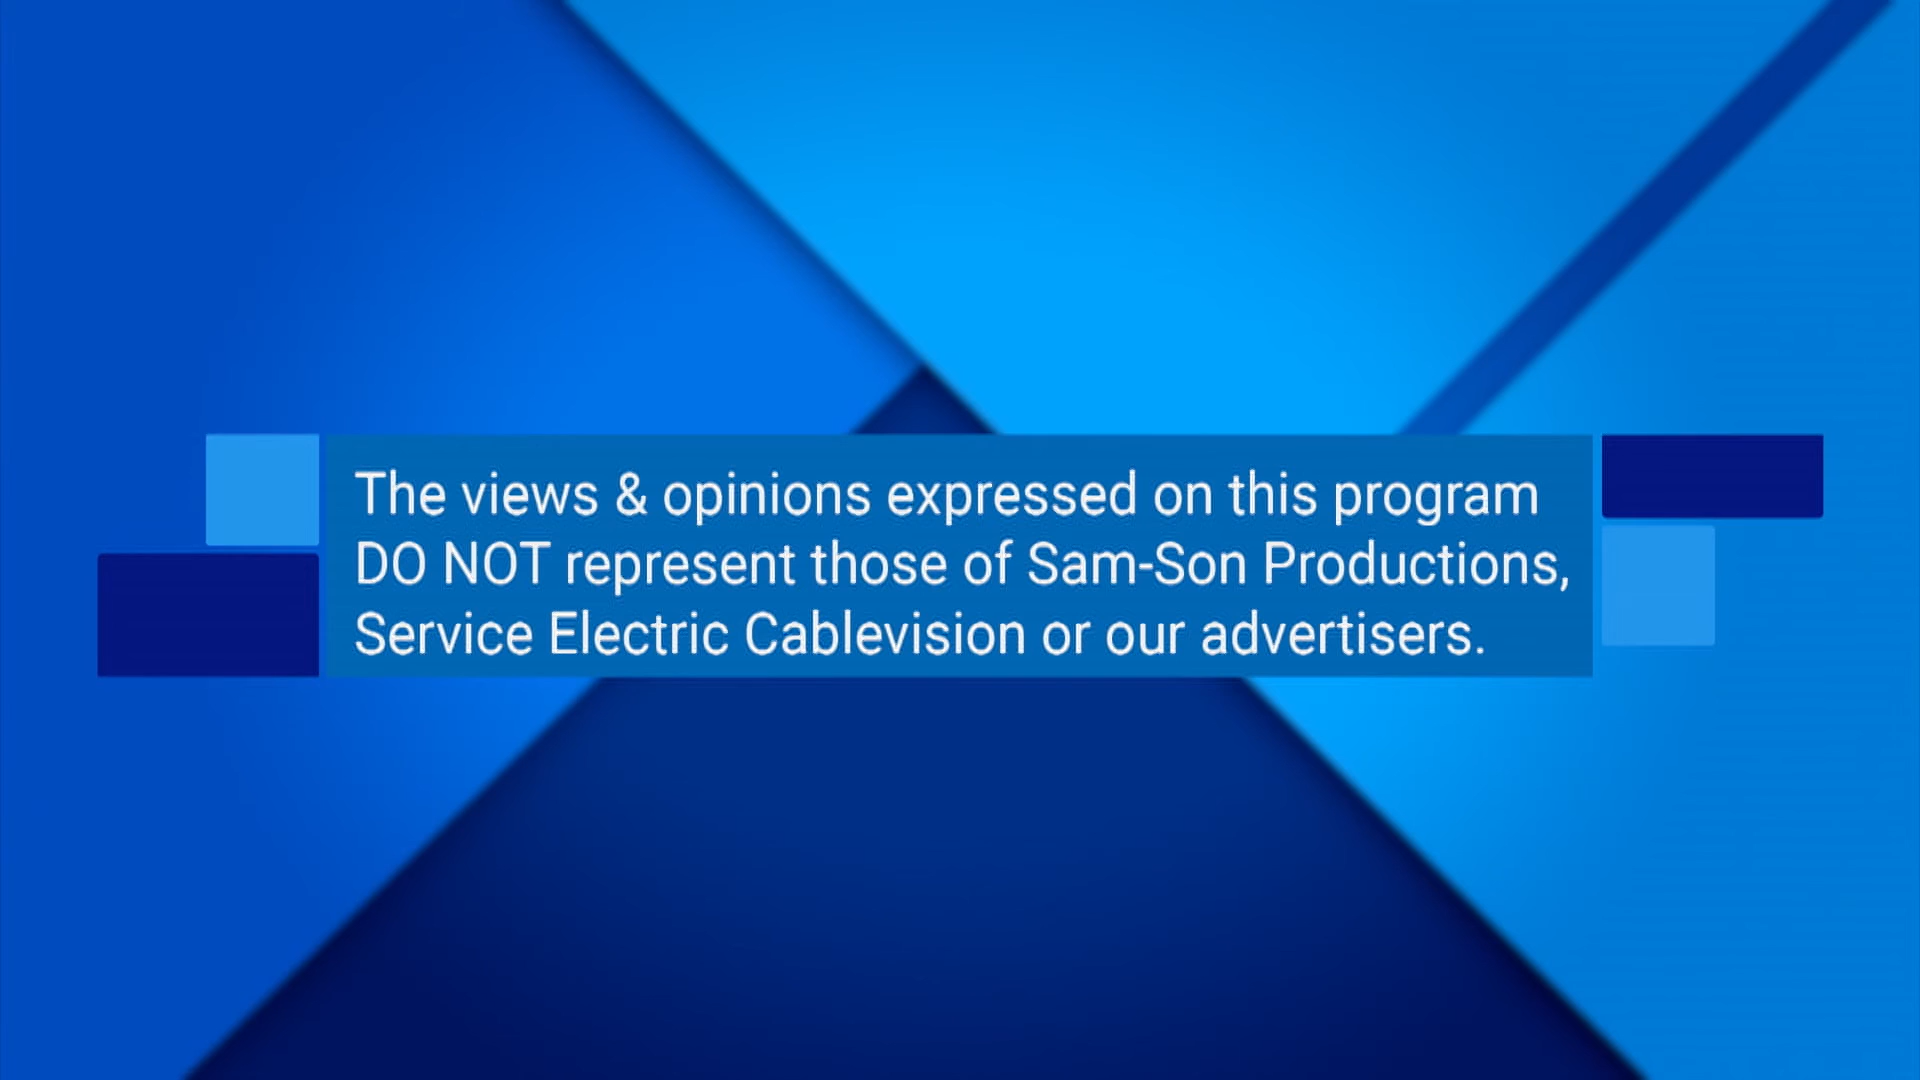 The views & opinions expressed on this program
DO NOT represent those of Sam-Son Productions,
Service Electric Cablevision or our advertisers.